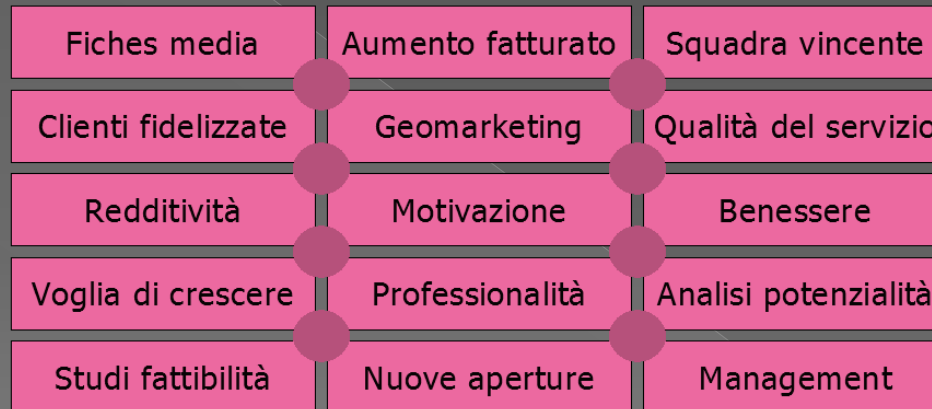 Fiches media
Aumento fatturato
Squadra vincente
Clienti fidelizzate
Geomarketing
Qualità del servizio
Redditività
Motivazione
Benessere
Voglia di crescere
Professionalità
Analisi potenzialità
Studi fattibilità
Nuove aperture
Management